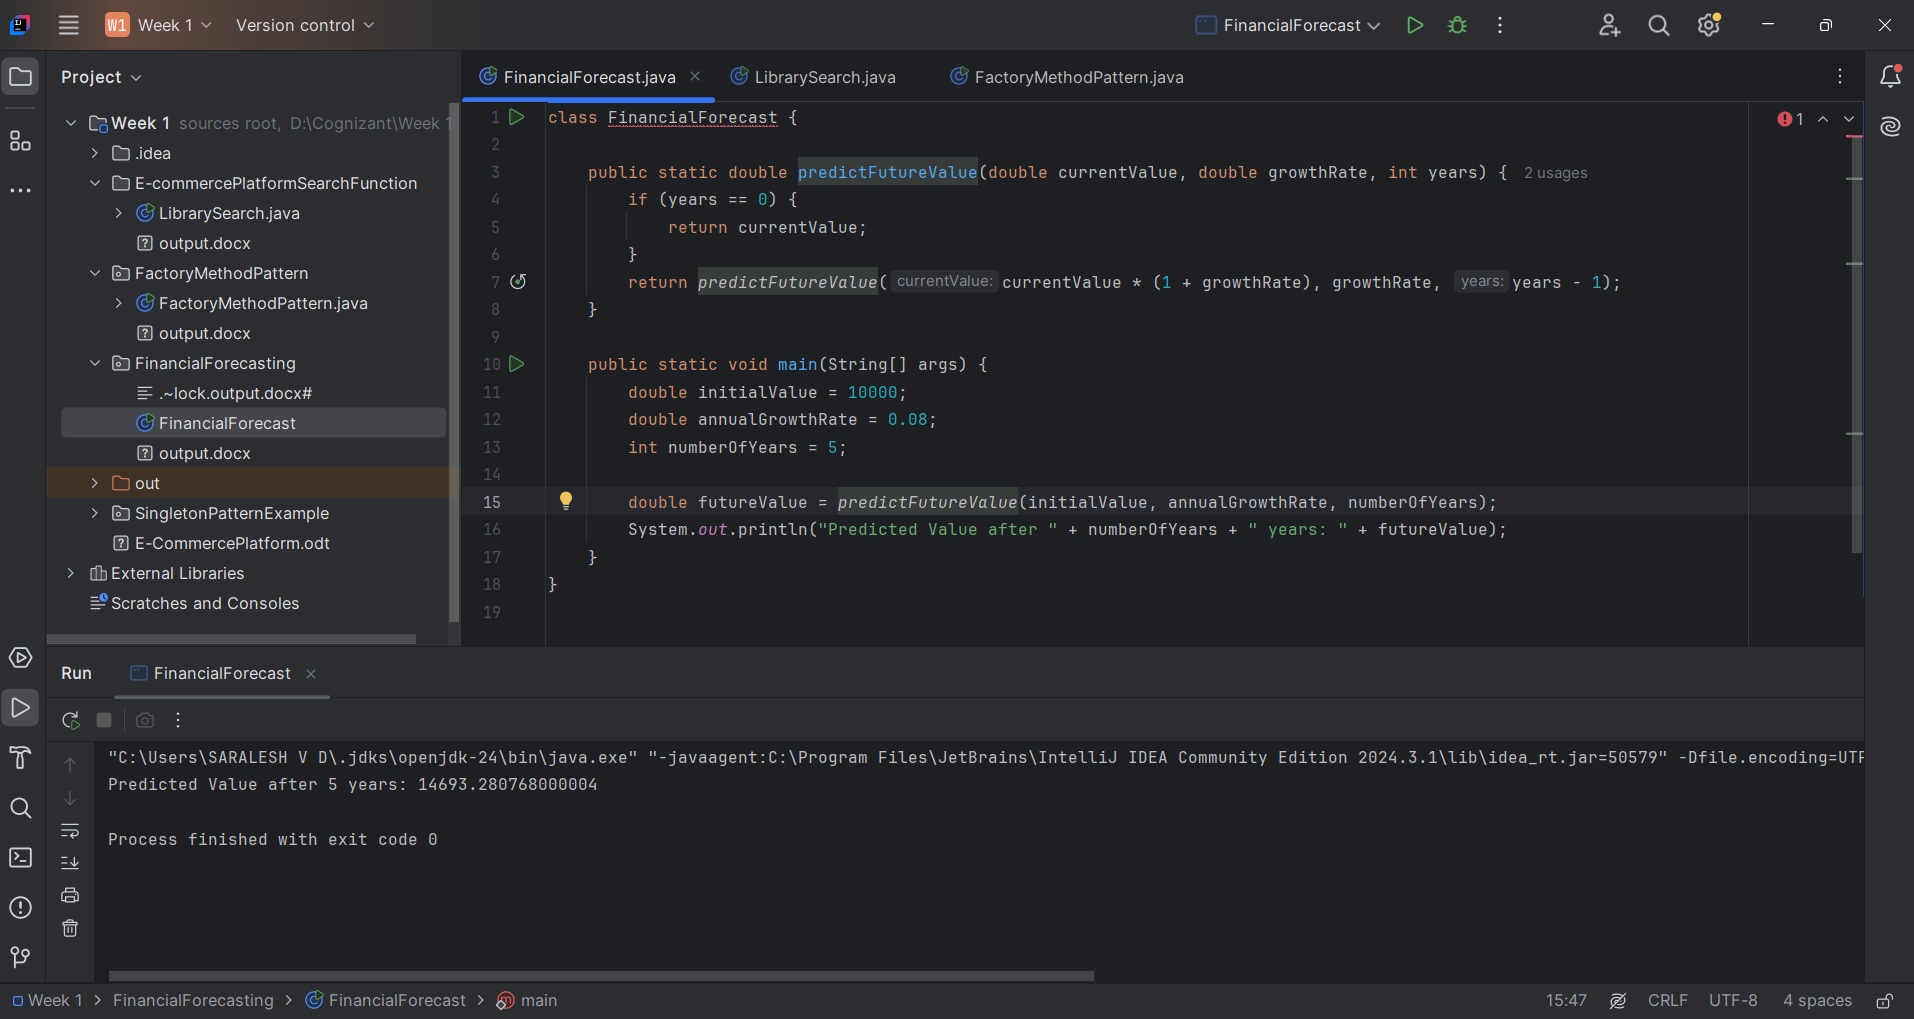 W1 Week 1 Version control FinancialForecast
Project
FinancialForecast.java LibrarySearch.java FactoryMethodPattern.java
Week 1 sources root, D:\Cognizant\Week 1
.idea
E-commercePlatformSearchFunction
LibrarySearch.java
output.docx
FactoryMethodPattern
FactoryMethodPattern.java
output.docx
FinancialForecasting
.~lock.output.docx#
FinancialForecast
output.docx
out
SingletonPatternExample
E-CommercePlatform.odt
External Libraries
Scratches and Consoles
1 class FinancialForecast {
1
2
3 public static double predictFutureValue(double currentValue, double growthRate, int years) { 2 usages
4 if (years == 0) {
5 return currentValue;
6 }
7 return predictFutureValue( currentValue: currentValue * (1 + growthRate), growthRate, years: years - 1);
8 }
9
10 public static void main(String[] args) {
11 double initialValue = 10000;
12 double annualGrowthRate = 0.08;
13 int numberOfYears = 5;
14
15 double futureValue = predictFutureValue(initialValue, annualGrowthRate, numberOfYears);
16 System.out.println("Predicted Value after " + numberOfYears + " years: " + futureValue);
17 }
18 }
19
Run FinancialForecast
"C:\Users\SARALESH V D\.jdks\openjdk-24\bin\java.exe" "-javaagent:C:\Program Files\JetBrains\IntelliJ IDEA Community Edition 2024.3.1\lib\idea_rt.jar=50579" -Dfile.encoding=UTF
Predicted Value after 5 years: 14693.280768000004
Process finished with exit code 0
Week 1 > FinancialForecasting > FinancialForecast > main
15:47 CRLF UTF-8 4 spaces